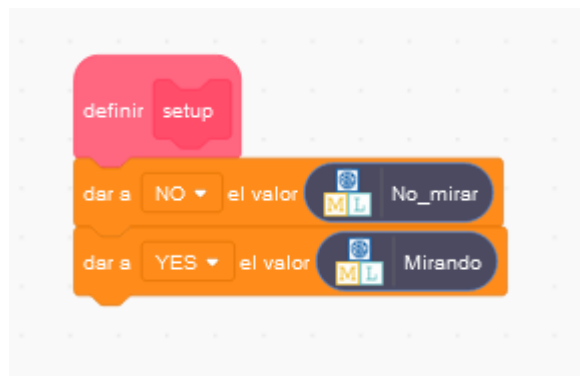 definir setup
dar a NO el valor ML No_mirar
dar a YES el valor ML Mirando